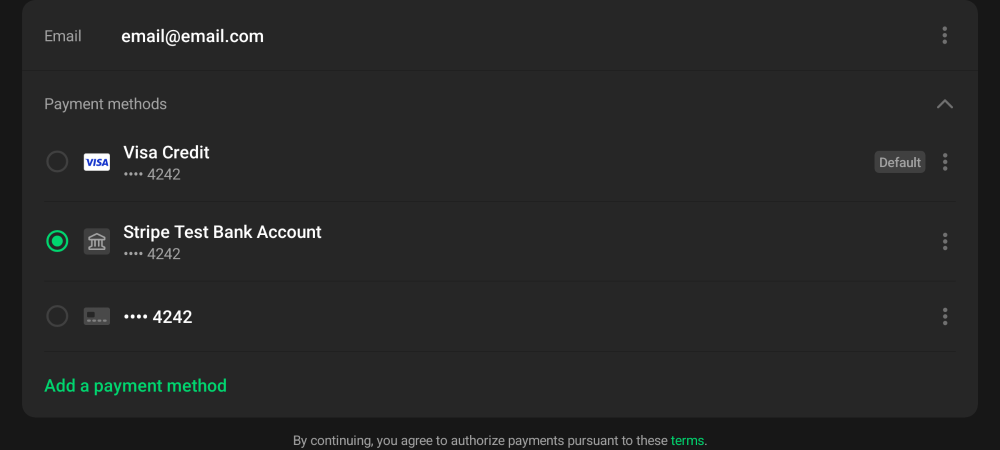 Email email@email.com
Payment methods
VISA Visa Credit
•••• 4242
Default
Stripe Test Bank Account
•••• 4242
•••• 4242
Add a payment method
By continuing, you agree to authorize payments pursuant to these terms.